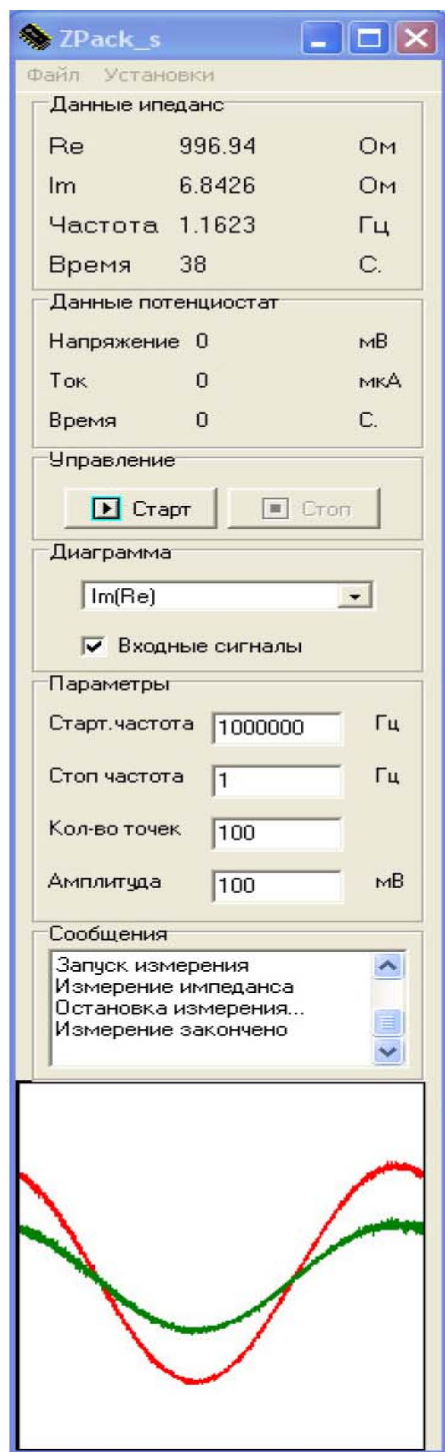 ZPack_s
Файл Установки
Данные ипеданс
Re 996.94 Ом
Im 6.8426 Ом
Частота 1.1623 Гц
Время 38 С.
Данные потенциостат
Напряжение 0 мВ
Ток 0 мкА
Время 0 С.
Управление
Старт Стоп
Диаграмма
Im(Re)
Входные сигналы
Параметры
Старт.частота 1000000 Гц
Стоп частота 1 Гц
Кол-во точек 100
Амплитуда 100 мВ
Сообщения
Запуск измерения
Измерение импеданса
Остановка измерения...
Измерение закончено